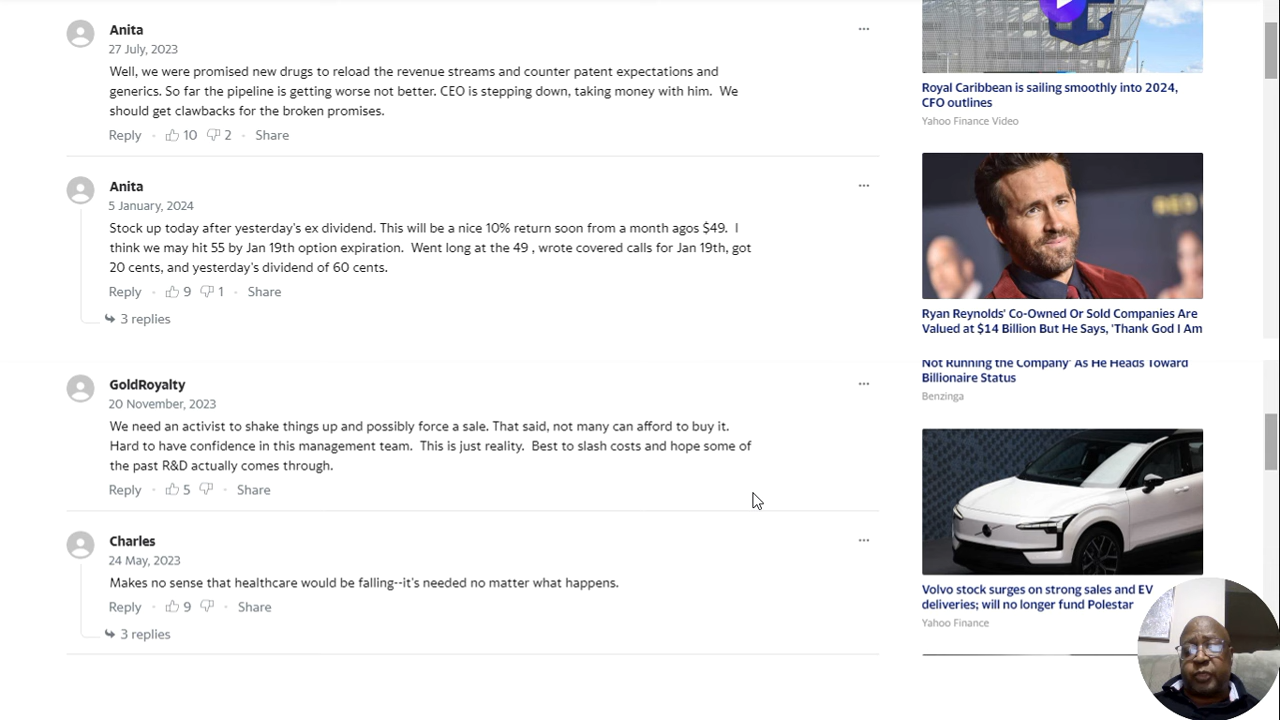 Anita
27 July, 2023
Well, we were promised new drugs to reload the revenue streams and counter patent expectations and
generics. So far the pipeline is getting worse not better. CEO is stepping down, taking money with him.  We
should get clawbacks for the broken promises.
Reply · 10 2 · Share
Anita
5 January, 2024
Stock up today after yesterday's ex dividend. This will be a nice 10% return soon from a month agos $49.  I
think we may hit 55 by Jan 19th option expiration.  Went long at the 49 , wrote covered calls for Jan 19th, got
20 cents, and yesterday's dividend of 60 cents.
Reply · 9 1 · Share
3 replies
GoldRoyalty
20 November, 2023
We need an activist to shake things up and possibly force a sale. That said, not many can afford to buy it.
Hard to have confidence in this management team.  This is just reality.  Best to slash costs and hope some of
the past R&D actually comes through.
Reply · 5 · Share
Charles
24 May, 2023
Makes no sense that healthcare would be falling--it's needed no matter what happens.
Reply · 9 · Share
3 replies
Royal Caribbean is sailing smoothly into 2024,
CFO outlines
Yahoo Finance Video
Ryan Reynolds' Co-Owned Or Sold Companies Are
Valued at $14 Billion But He Says, 'Thank God I Am
Not Running the Company' As He Heads Toward
Billionaire Status
Benzinga
Volvo stock surges on strong sales and EV
deliveries; will no longer fund Polestar
Yahoo Finance